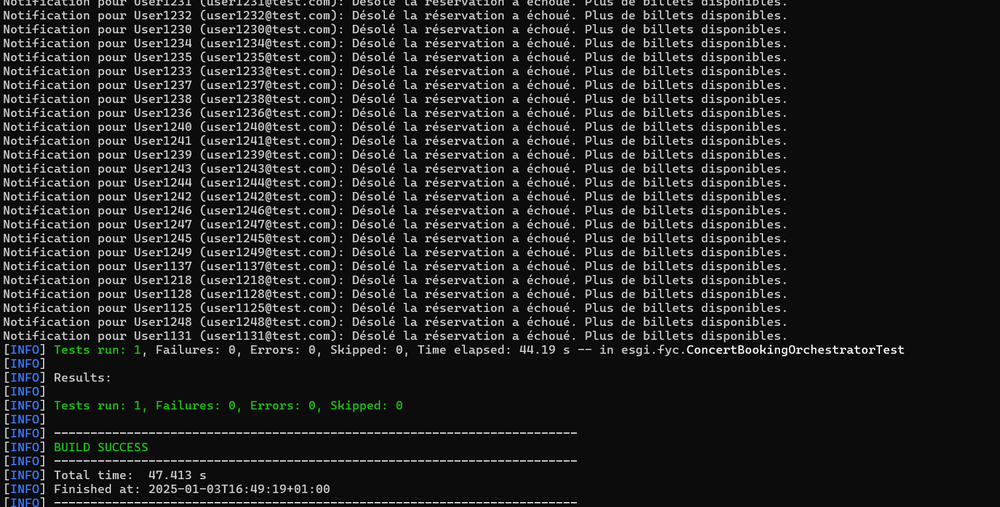 Notification pour User1231 (user1231@test.com): Désolé la réservation a échoué. Plus de billets disponibles.
Notification pour User1232 (user1232@test.com): Désolé la réservation a échoué. Plus de billets disponibles.
Notification pour User1230 (user1230@test.com): Désolé la réservation a échoué. Plus de billets disponibles.
Notification pour User1234 (user1234@test.com): Désolé la réservation a échoué. Plus de billets disponibles.
Notification pour User1235 (user1235@test.com): Désolé la réservation a échoué. Plus de billets disponibles.
Notification pour User1233 (user1233@test.com): Désolé la réservation a échoué. Plus de billets disponibles.
Notification pour User1237 (user1237@test.com): Désolé la réservation a échoué. Plus de billets disponibles.
Notification pour User1238 (user1238@test.com): Désolé la réservation a échoué. Plus de billets disponibles.
Notification pour User1236 (user1236@test.com): Désolé la réservation a échoué. Plus de billets disponibles.
Notification pour User1240 (user1240@test.com): Désolé la réservation a échoué. Plus de billets disponibles.
Notification pour User1241 (user1241@test.com): Désolé la réservation a échoué. Plus de billets disponibles.
Notification pour User1239 (user1239@test.com): Désolé la réservation a échoué. Plus de billets disponibles.
Notification pour User1243 (user1243@test.com): Désolé la réservation a échoué. Plus de billets disponibles.
Notification pour User1244 (user1244@test.com): Désolé la réservation a échoué. Plus de billets disponibles.
Notification pour User1242 (user1242@test.com): Désolé la réservation a échoué. Plus de billets disponibles.
Notification pour User1246 (user1246@test.com): Désolé la réservation a échoué. Plus de billets disponibles.
Notification pour User1247 (user1247@test.com): Désolé la réservation a échoué. Plus de billets disponibles.
Notification pour User1245 (user1245@test.com): Désolé la réservation a échoué. Plus de billets disponibles.
Notification pour User1249 (user1249@test.com): Désolé la réservation a échoué. Plus de billets disponibles.
Notification pour User1137 (user1137@test.com): Désolé la réservation a échoué. Plus de billets disponibles.
Notification pour User1218 (user1218@test.com): Désolé la réservation a échoué. Plus de billets disponibles.
Notification pour User1128 (user1128@test.com): Désolé la réservation a échoué. Plus de billets disponibles.
Notification pour User1125 (user1125@test.com): Désolé la réservation a échoué. Plus de billets disponibles.
Notification pour User1248 (user1248@test.com): Désolé la réservation a échoué. Plus de billets disponibles.
Notification pour User1131 (user1131@test.com): Désolé la réservation a échoué. Plus de billets disponibles.
[INFO] Tests run: 1, Failures: 0, Errors: 0, Skipped: 0, Time elapsed: 44.19 s -- in esgi.fyc.ConcertBookingOrchestratorTest
[INFO]
[INFO] Results:
[INFO]
[INFO] Tests run: 1, Failures: 0, Errors: 0, Skipped: 0
[INFO]
[INFO] ------------------------------------------------------------------------
[INFO] BUILD SUCCESS
[INFO] ------------------------------------------------------------------------
[INFO] Total time:  47.413 s
[INFO] Finished at: 2025-01-03T16:49:19+01:00
[INFO] ------------------------------------------------------------------------